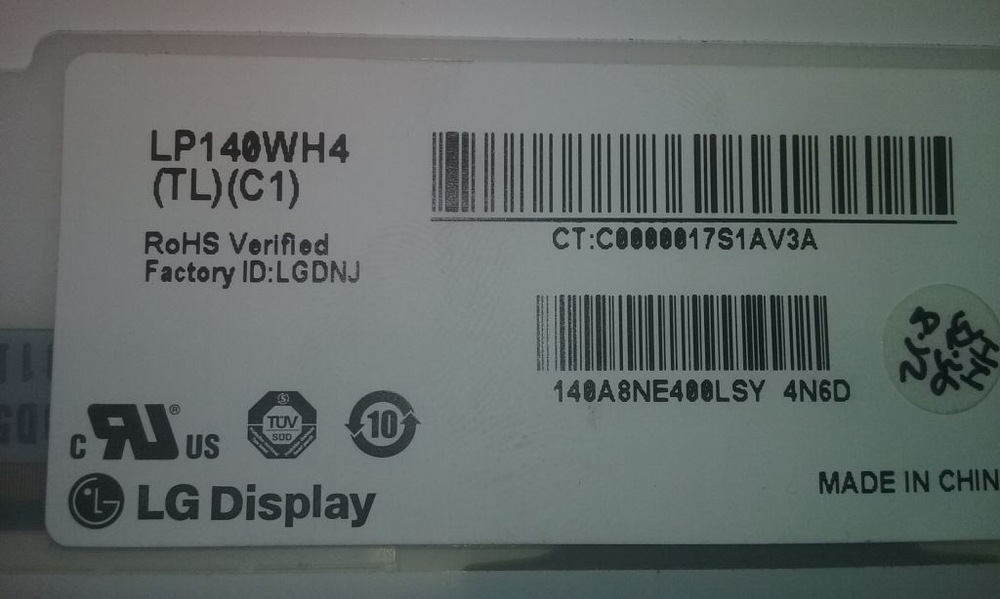 LP140WH4
(TL)(C1)
RoHS Verified
Factory ID:LGDNJ
CT:C0000017S1AV3A
140A8NE400LSY 4N6D
C US
TÜV
SÜD
10
LG Display
MADE IN CHIN